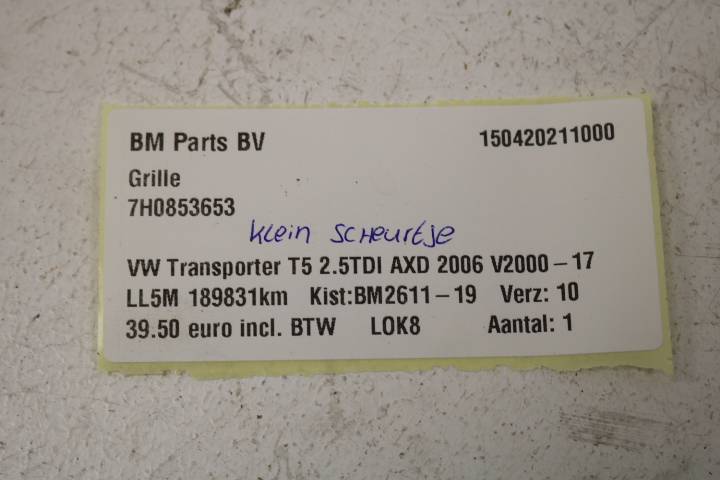 BM Parts BV 150420211000
Grille
7H0853653
Klein scheurtje
VW Transporter T5 2.5TDI AXD 2006 V2000-17
LL5M 189831km Kist:BM2611-19 Verz: 10
39.50 euro incl. BTW LOK8 Aantal: 1